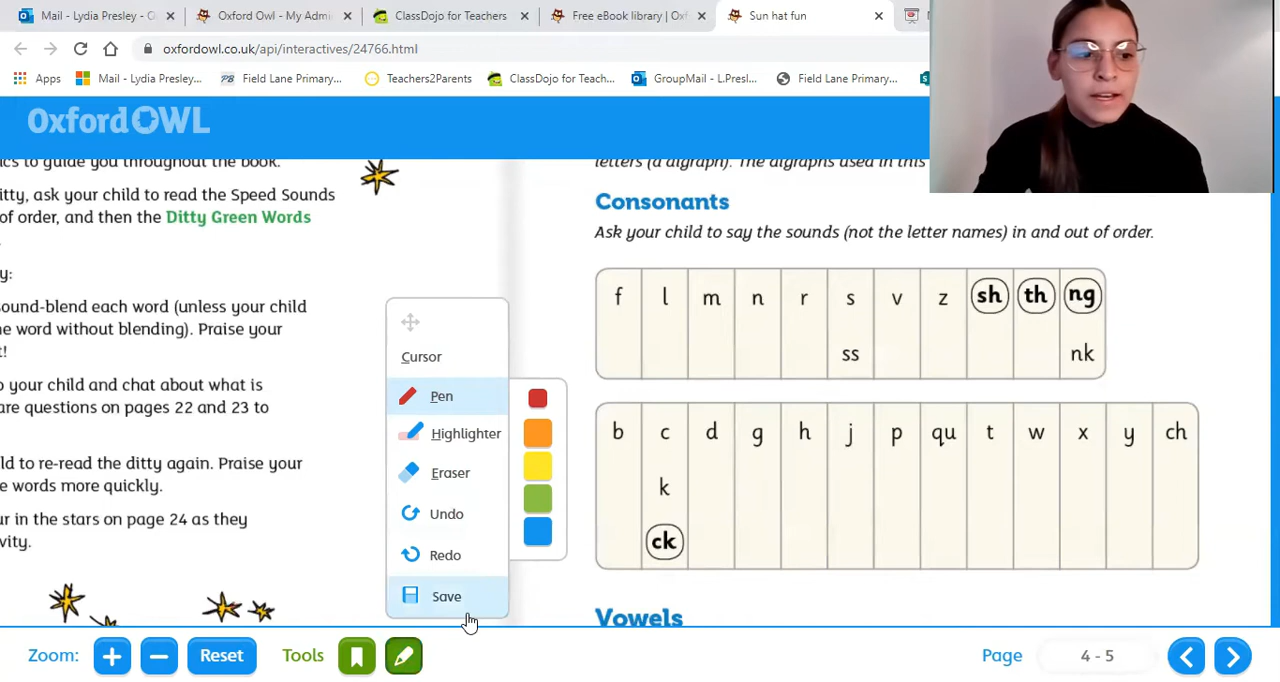 Mail - Lydia Presley - O
Oxford Owl - My Admi
ClassDojo for Teachers
Free eBook library | Oxf
Sun hat fun
oxfordowl.co.uk/api/interactives/24766.html
Apps
Mail - Lydia Presley...
Field Lane Primary...
Teachers2Parents
ClassDojo for Teach...
GroupMail - L.Presl...
Field Lane Primary...
Oxford OWL
ics to guide you throughout the book.
itty, ask your child to read the Speed Sounds
of order, and then the Ditty Green Words
y:
sound-blend each word (unless your child
ne word without blending). Praise your
t!
o your child and chat about what is
are questions on pages 22 and 23 to
ld to re-read the ditty again. Praise your
e words more quickly.
ur in the stars on page 24 as they
vity.
Cursor
Pen
Highlighter
Eraser
Undo
Redo
Save
letters (a digraph). The digraphs used in this
Consonants
Ask your child to say the sounds (not the letter names) in and out of order.
f l m n r s v z sh th ng
ss nk
b c d g h j p qu t w x y ch
k
ck
Vowels
Zoom: + − Reset Tools Page 4 - 5